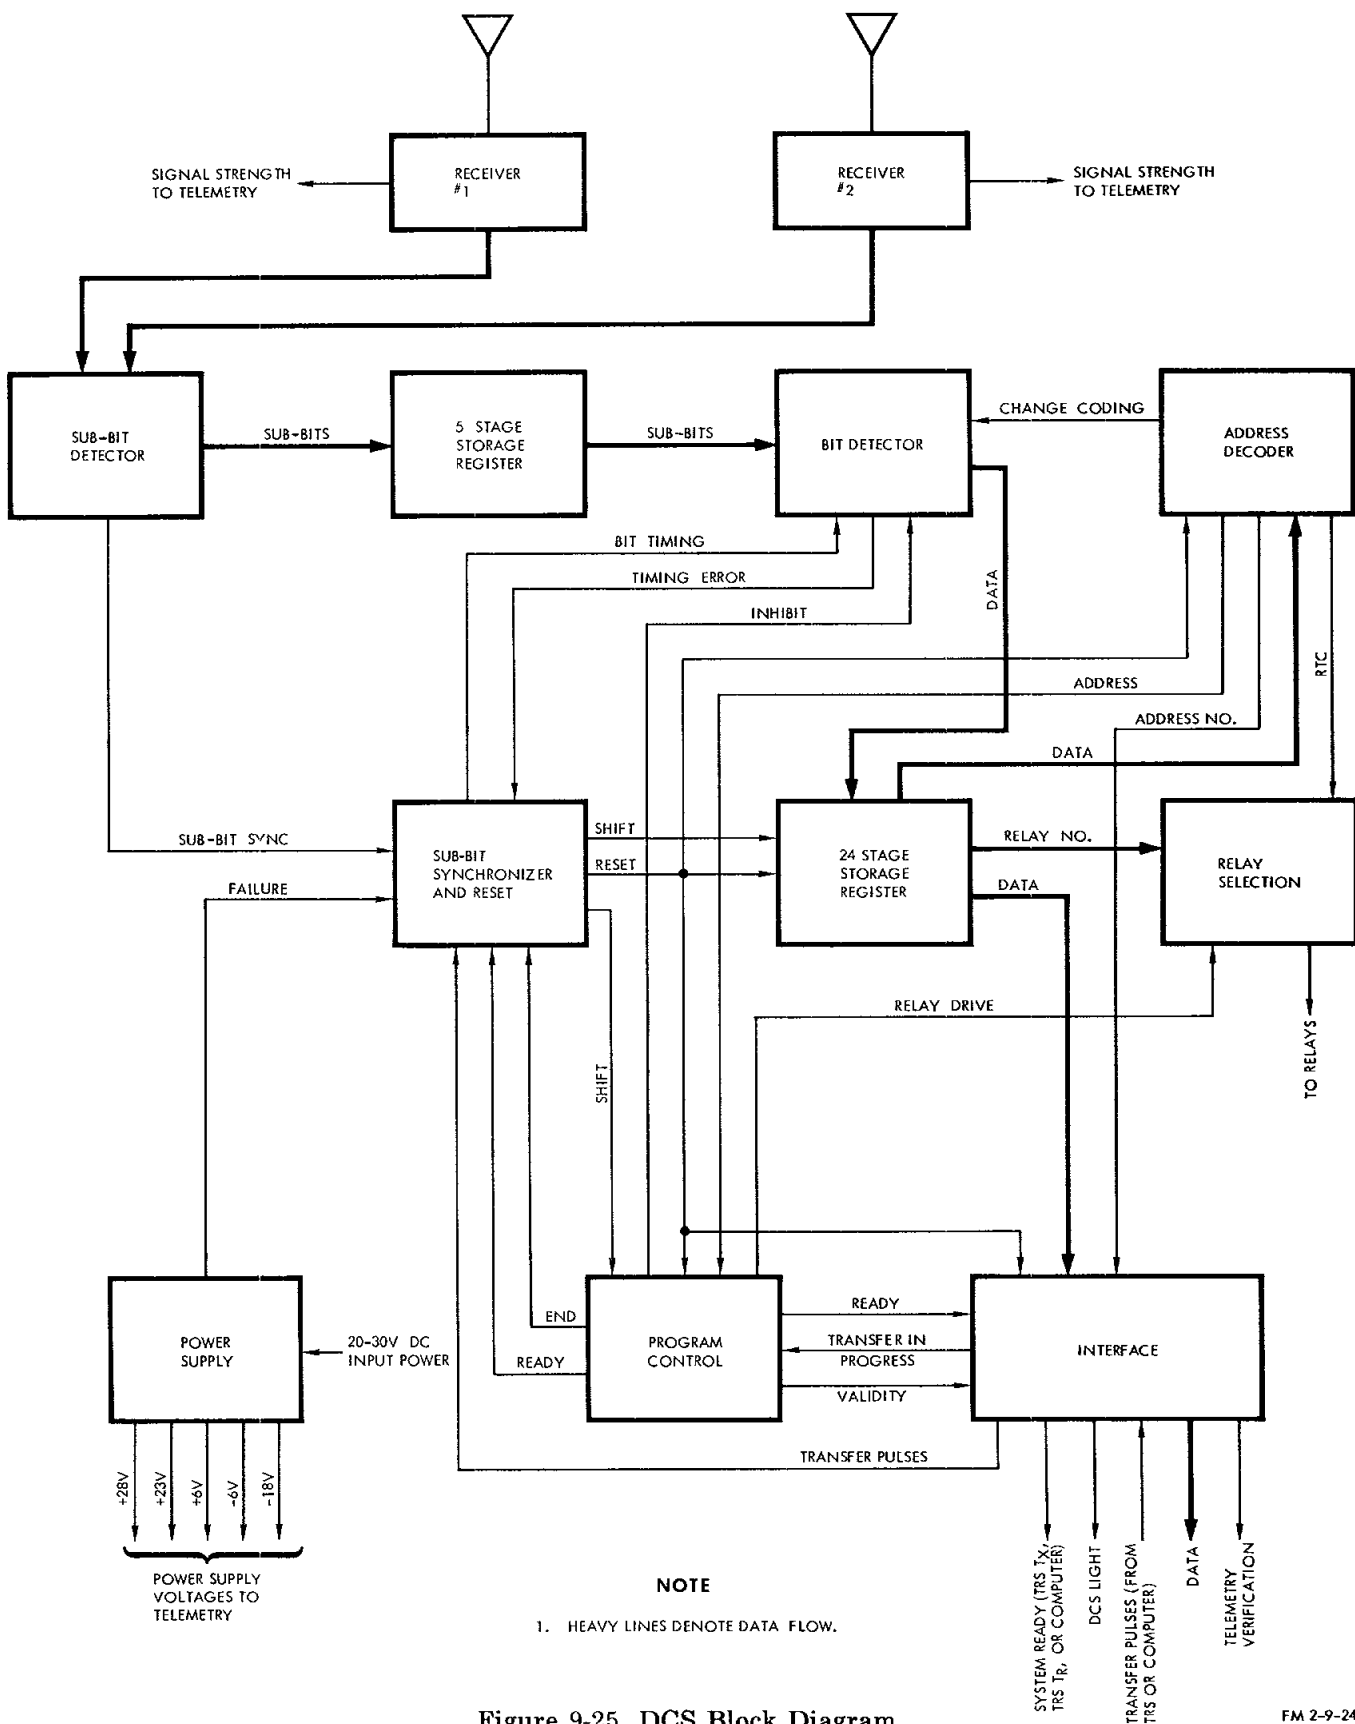 RECEIVER
#1
SIGNAL STRENGTH
TO TELEMETRY
RECEIVER
#2
SIGNAL STRENGTH
TO TELEMETRY
SUB-BIT
DETECTOR
SUB-BITS
5 STAGE
STORAGE
REGISTER
SUB-BITS
BIT DETECTOR
CHANGE CODING
ADDRESS
DECODER
BIT TIMING
TIMING ERROR
INHIBIT
DATA
RTC
ADDRESS
ADDRESS NO.
DATA
SUB-BIT SYNC
FAILURE
SUB-BIT
SYNCHRONIZER
AND RESET
SHIFT
RESET
24 STAGE
STORAGE
REGISTER
RELAY NO.
DATA
RELAY
SELECTION
RELAY DRIVE
SHIFT
TO RELAYS
POWER
SUPPLY
20-30V DC
INPUT POWER
END
READY
PROGRAM
CONTROL
READY
TRANSFER IN
PROGRESS
VALIDITY
INTERFACE
TRANSFER PULSES
+28V
+23V
+6V
-6V
-18V
POWER SUPPLY
VOLTAGES TO
TELEMETRY
SYSTEM READY (TRS TX,
TRS TR, OR COMPUTER)
DCS LIGHT
TRANSFER PULSES (FROM
TRS OR COMPUTER)
DATA
TELEMETRY
VERIFICATION
NOTE
1. HEAVY LINES DENOTE DATA FLOW.
Figure 9-25 DCS Block Diagram
FM 2-9-24